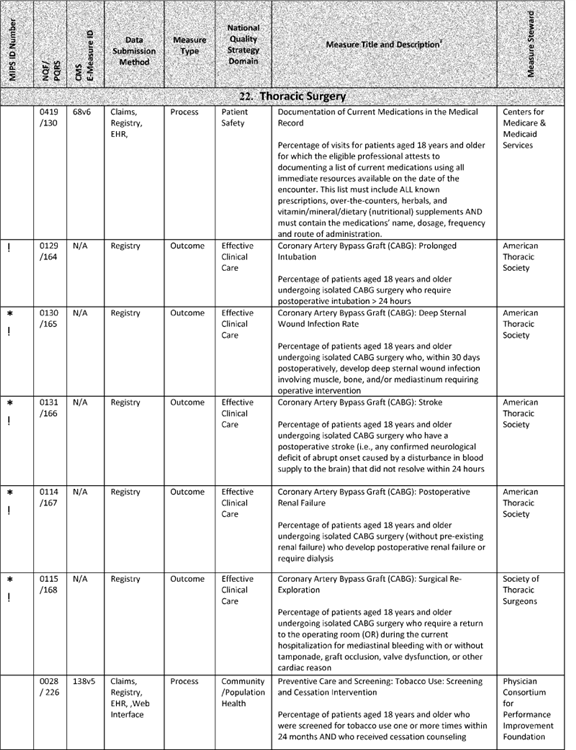 MIPS ID Number
NQF/
PQRS
CMS
E-Measure ID
Data
Submission
Method
Measure
Type
National
Quality
Strategy
Domain
Measure Title and Description¥
Measure Steward
22. Thoracic Surgery
0419
/130
68v6
Claims,
Registry,
EHR,
Process
Patient
Safety
Documentation of Current Medications in the Medical
Record
Percentage of visits for patients aged 18 years and older
for which the eligible professional attests to
documenting a list of current medications using all
immediate resources available on the date of the
encounter. This list must include ALL known
prescriptions, over-the-counters, herbals, and
vitamin/mineral/dietary (nutritional) supplements AND
must contain the medications' name, dosage, frequency
and route of administration.
Centers for
Medicare &
Medicaid
Services
!
0129
/164
N/A
Registry
Outcome
Effective
Clinical
Care
Coronary Artery Bypass Graft (CABG): Prolonged
Intubation
Percentage of patients aged 18 years and older
undergoing isolated CABG surgery who require
postoperative intubation > 24 hours
American
Thoracic
Society
*
!
0130
/165
N/A
Registry
Outcome
Effective
Clinical
Care
Coronary Artery Bypass Graft (CABG): Deep Sternal
Wound Infection Rate
Percentage of patients aged 18 years and older
undergoing isolated CABG surgery who, within 30 days
postoperatively, develop deep sternal wound infection
involving muscle, bone, and/or mediastinum requiring
operative intervention
American
Thoracic
Society
*
!
0131
/166
N/A
Registry
Outcome
Effective
Clinical
Care
Coronary Artery Bypass Graft (CABG): Stroke
Percentage of patients aged 18 years and older
undergoing isolated CABG surgery who have a
postoperative stroke (i.e., any confirmed neurological
deficit of abrupt onset caused by a disturbance in blood
supply to the brain) that did not resolve within 24 hours
American
Thoracic
Society
*
!
0114
/167
N/A
Registry
Outcome
Effective
Clinical
Care
Coronary Artery Bypass Graft (CABG): Postoperative
Renal Failure
Percentage of patients aged 18 years and older
undergoing isolated CABG surgery (without pre-existing
renal failure) who develop postoperative renal failure or
require dialysis
American
Thoracic
Society
*
!
0115
/168
N/A
Registry
Outcome
Effective
Clinical
Care
Coronary Artery Bypass Graft (CABG): Surgical Re-
Exploration
Percentage of patients aged 18 years and older
undergoing isolated CABG surgery who require a return
to the operating room (OR) during the current
hospitalization for mediastinal bleeding with or without
tamponade, graft occlusion, valve dysfunction, or other
cardiac reason
Society of
Thoracic
Surgeons
0028
/ 226
138v5
Claims,
Registry,
EHR, ,Web
Interface
Process
Community
/Population
Health
Preventive Care and Screening: Tobacco Use: Screening
and Cessation Intervention
Percentage of patients aged 18 years and older who
were screened for tobacco use one or more times within
24 months AND who received cessation counseling
Physician
Consortium
for
Performance
Improvement
Foundation